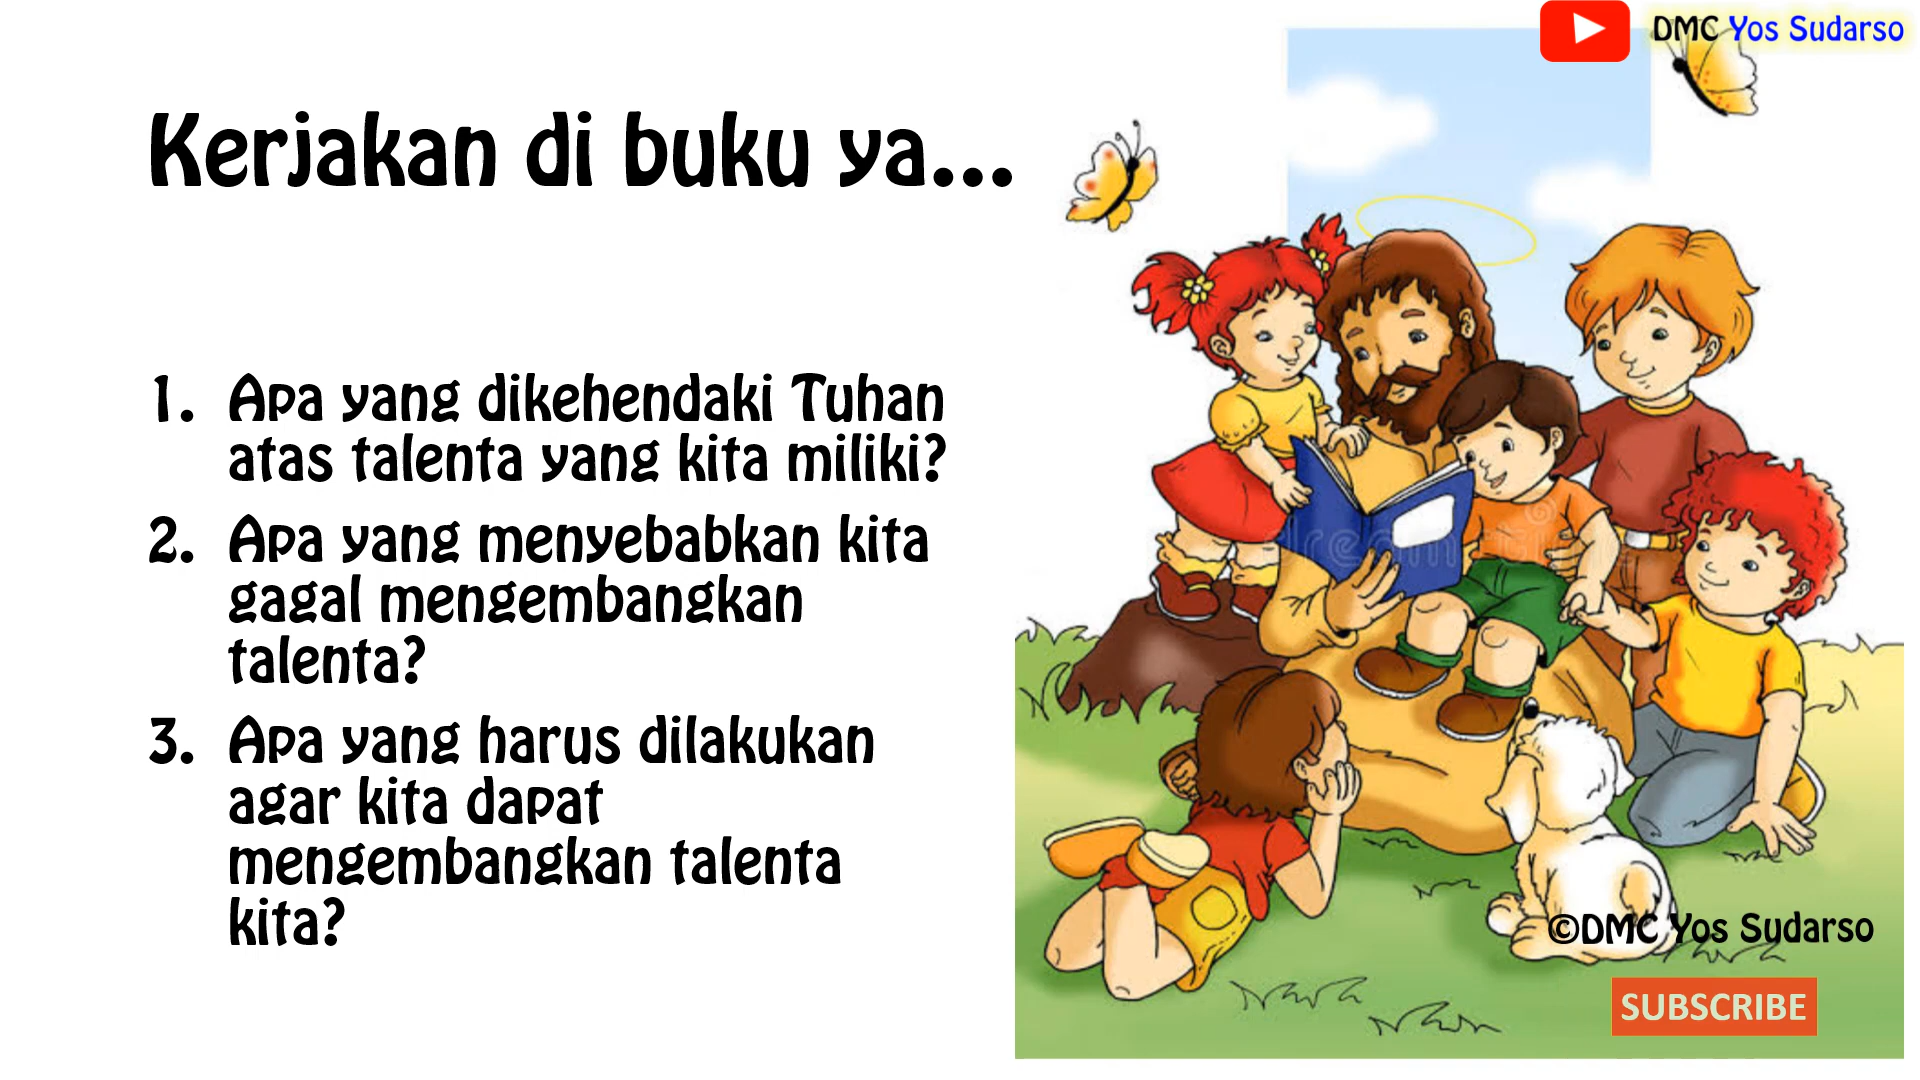 DMC Yos Sudarso
Kerjakan di buku ya...
1. Apa yang dikehendaki Tuhan
atas talenta yang kita miliki?
2. Apa yang menyebabkan kita
gagal mengembangkan
talenta?
3. Apa yang harus dilakukan
agar kita dapat
mengembangkan talenta
kita?
dreamstime
©DMC Yos Sudarso
SUBSCRIBE